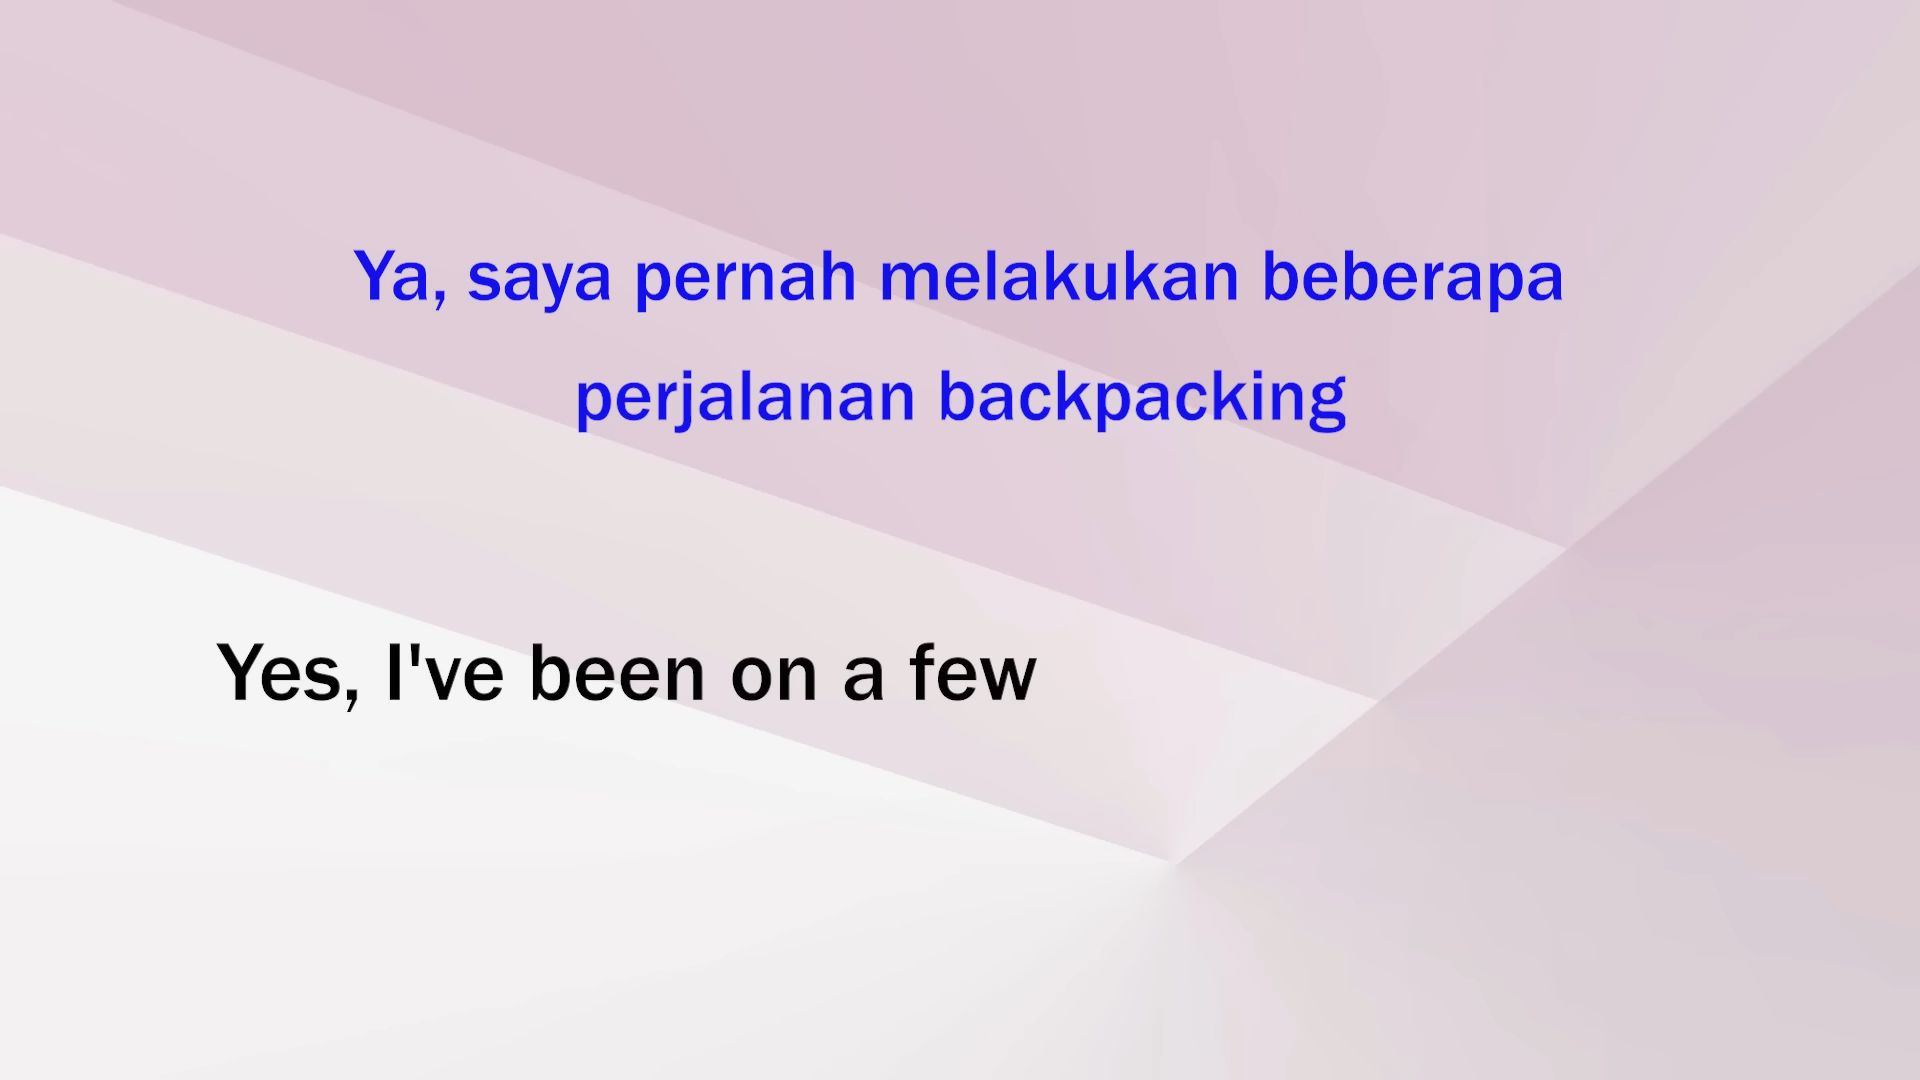 Ya, saya pernah melakukan beberapa
perjalanan backpacking
Yes, I've been on a few